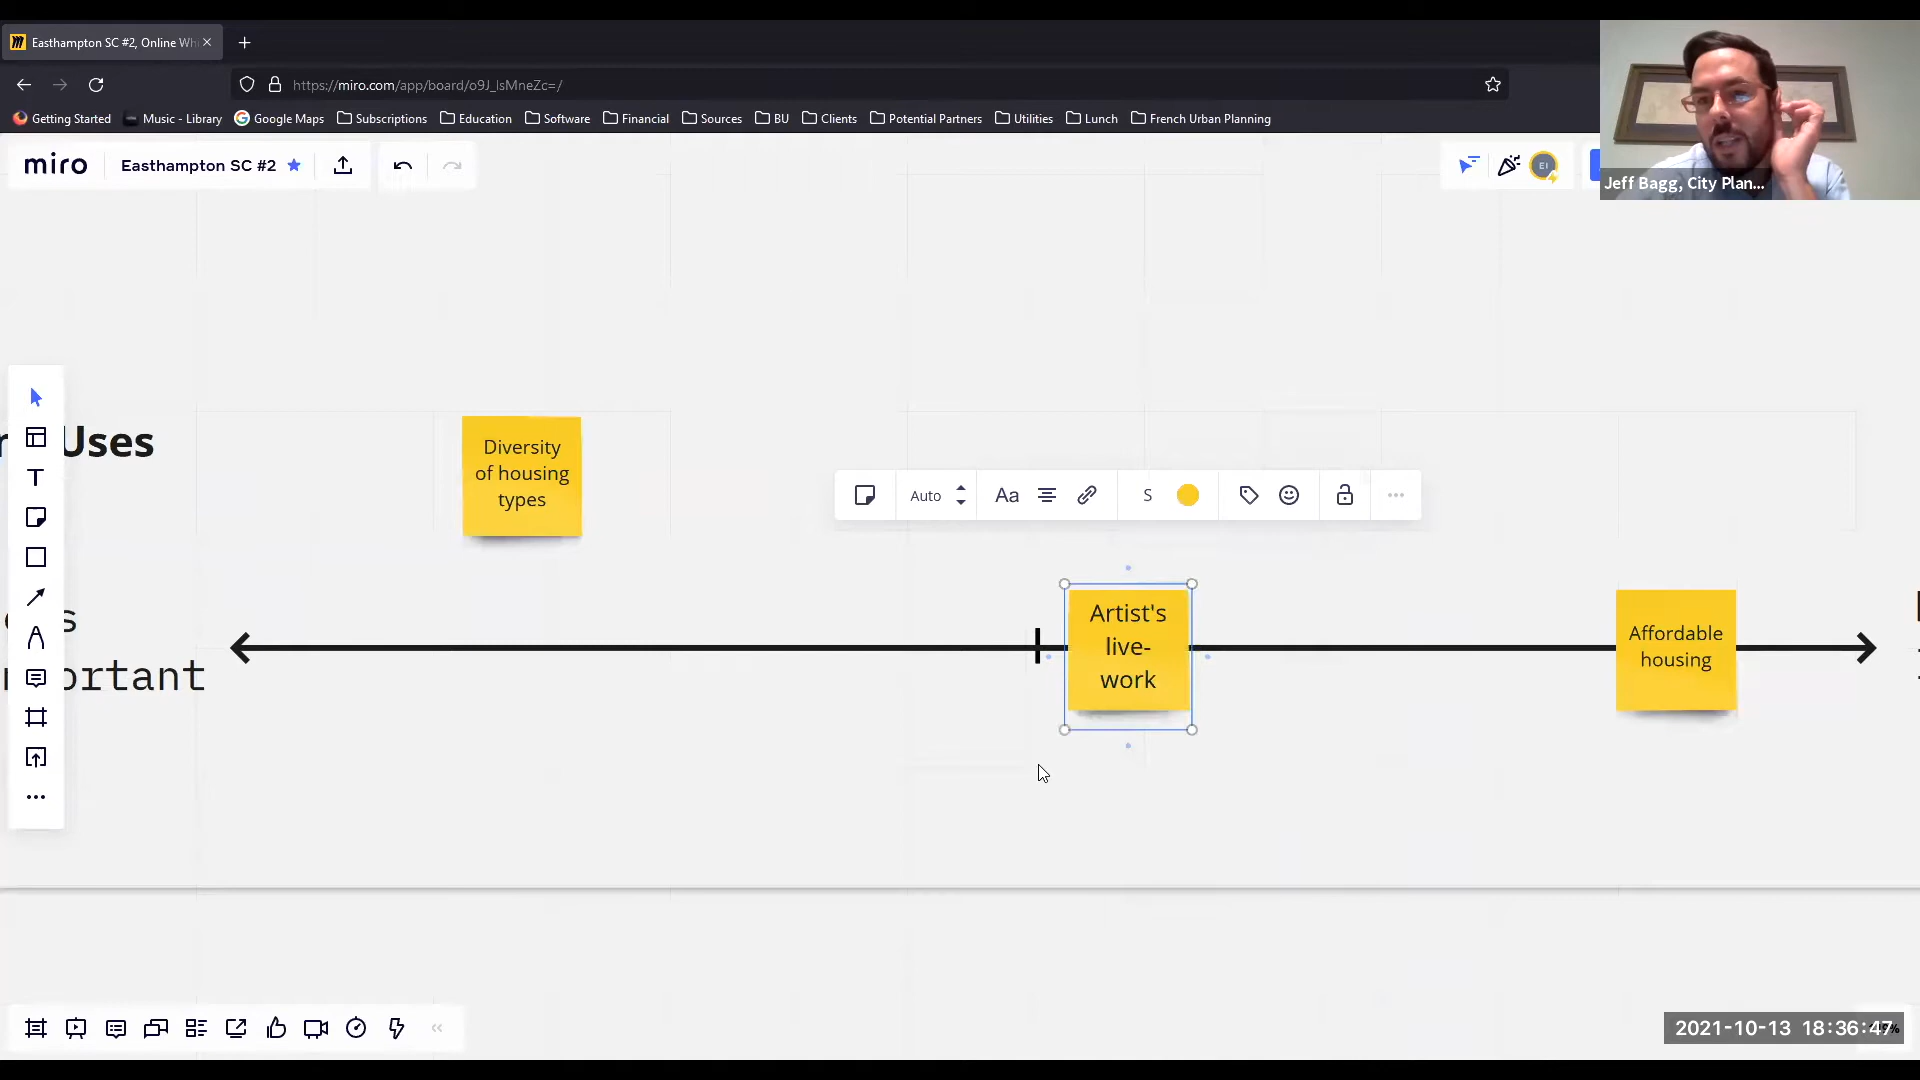 Easthampton SC #2, Online Wh
https://miro.com/app/board/o9J_lsMneZc=/
Getting Started Music - Library Google Maps Subscriptions Education Software Financial Sources BU Clients Potential Partners Utilities Lunch French Urban Planning
miro Easthampton SC #2
EI
Jeff Bagg, City Plan...
Uses
Diversity
of housing
types
Auto
Aa
S
Artist's
live-
work
Affordable
housing
portant
2021-10-13 18:36:47